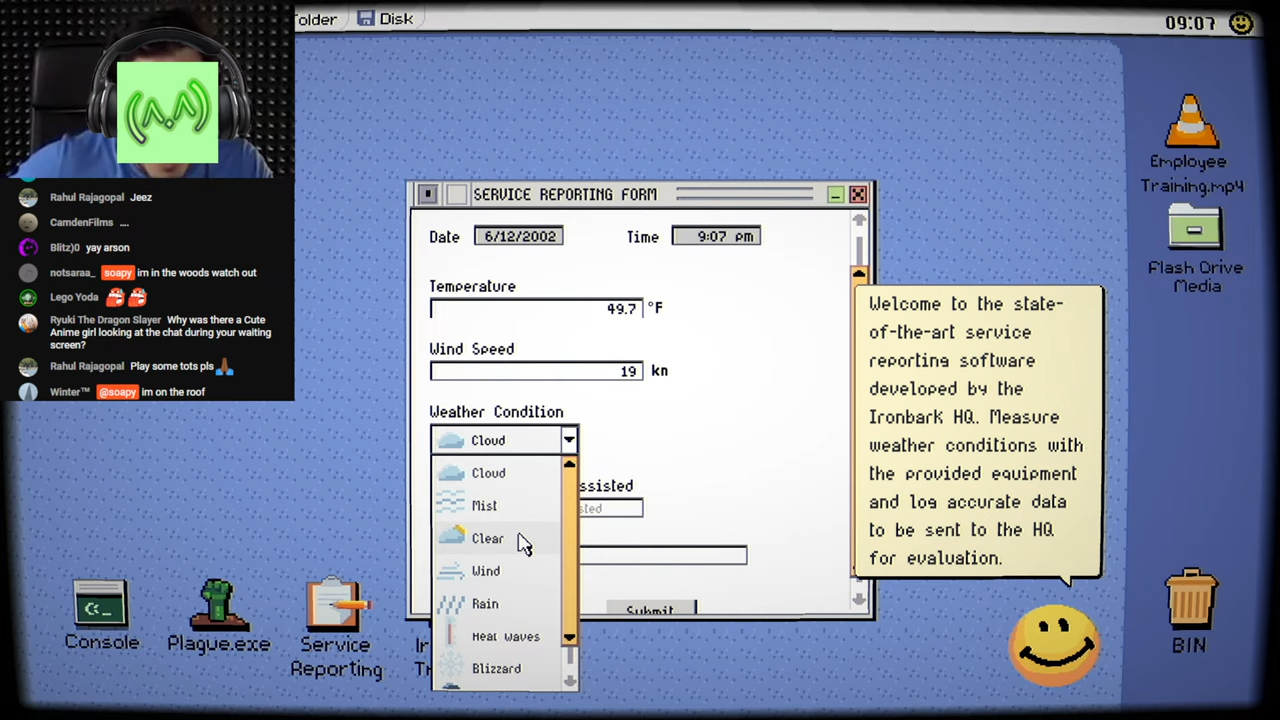 older
Disk
09:07
(^.^)
Rahul Rajagopal Jeez
CamdenFilms ....
Blitz)0 yay arson
notsaraa_ soapy im in the woods watch out
Lego Yoda
Ryuki The Dragon Slayer Why was there a Cute
Anime girl looking at the chat during your waiting
screen?
Rahul Rajagopal Play some tots pls
Winter™ @soapy im on the roof
SERVICE REPORTING FORM
Date 6/12/2002 Time 9:07 pm
Temperature
49.7 °F
Wind Speed
19 kn
Weather Condition
Cloud
Cloud
Mist
Clear
Wind
Rain
Heat Waves
Blizzard
ssisted
sted
Submit
Welcome to the state-
of-the-art service
reporting software
developed by the
Ironbark HQ. Measure
weather conditions with
the provided equipment
and log accurate data
to be sent to the HQ
for evaluation.
Employee
Training.mp4
Flash Drive
Media
Console
Plague.exe
Service
Reporting
Ir
T
BIN